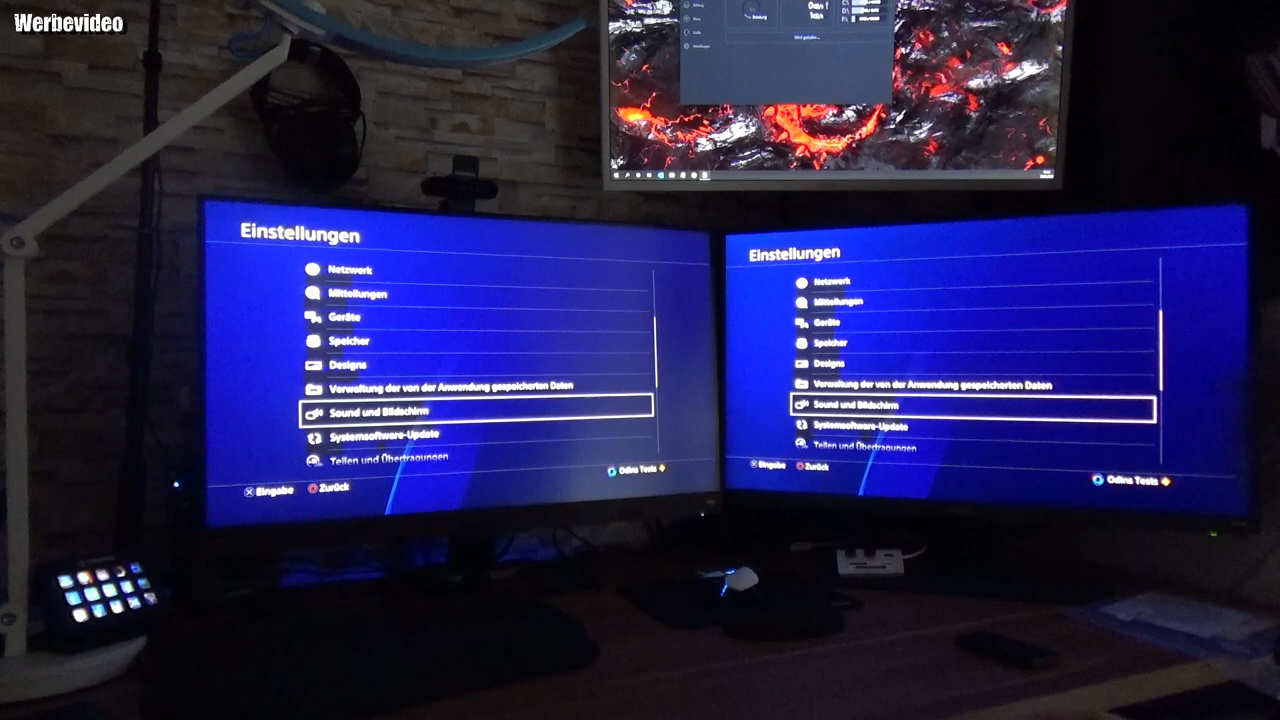 Werbevideo
Einstellungen
Netzwerk
Mitteilungen
Geräte
Speicher
Designs
Verwaltung der von der Anwendung gespeicherten Daten
Sound und Bildschirm
Systemsoftware-Update
Teilen und Übertragungen
Odins Tests
Eingabe Zurück
Einstellungen
Netzwerk
Mitteilungen
Geräte
Speicher
Designs
Verwaltung der von der Anwendung gespeicherten Daten
Sound und Bildschirm
Systemsoftware-Update
Teilen und Übertragungen
Eingabe Zurück
Odins Tests